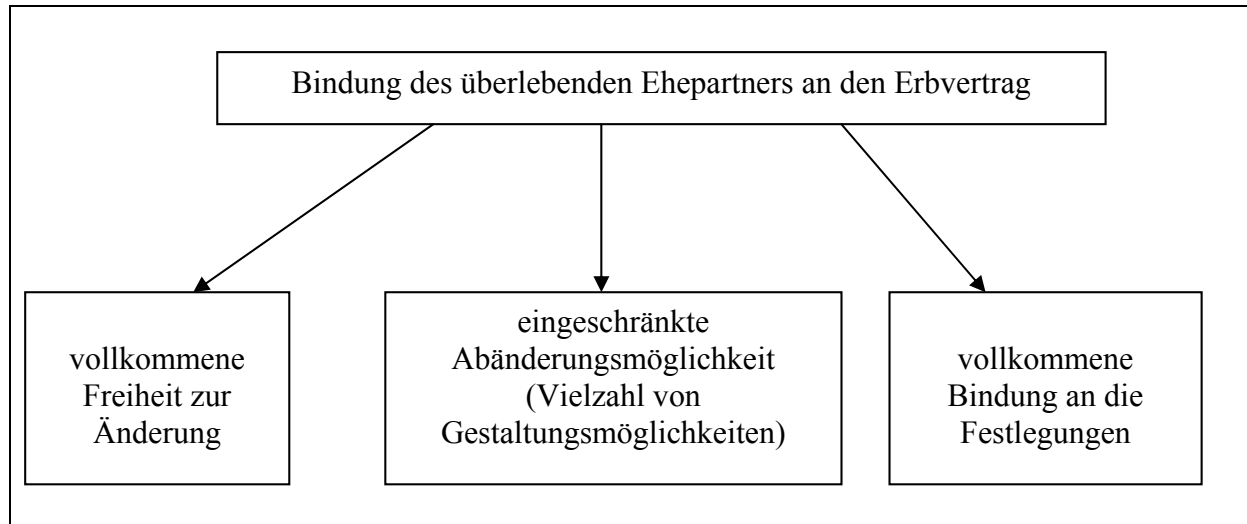 Bindung des überlebenden Ehepartners an den Erbvertrag
vollkommene
Freiheit zur
Änderung
eingeschränkte
Abänderungsmöglichkeit
(Vielzahl von
Gestaltungsmöglichkeiten)
vollkommene
Bindung an die
Festlegungen